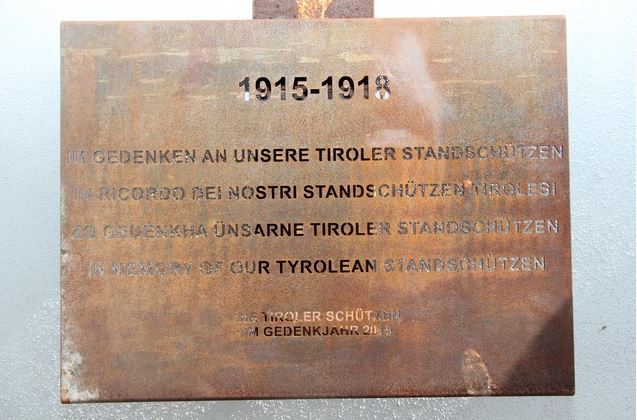 1915-1918
IM GEDENKEN AN UNSERE TIROLER STANDSCHÜTZEN
IN RICORDO DEI NOSTRI STANDSCHÜTZEN TIROLESI
ZO GEDENKHA ÜNSARNE TIROLER STANDSCHÜTZEN
IN MEMORY OF OUR TYROLEAN STANDSCHÜTZEN
DIE TIROLER SCHÜTZEN
IM GEDENKJAHR